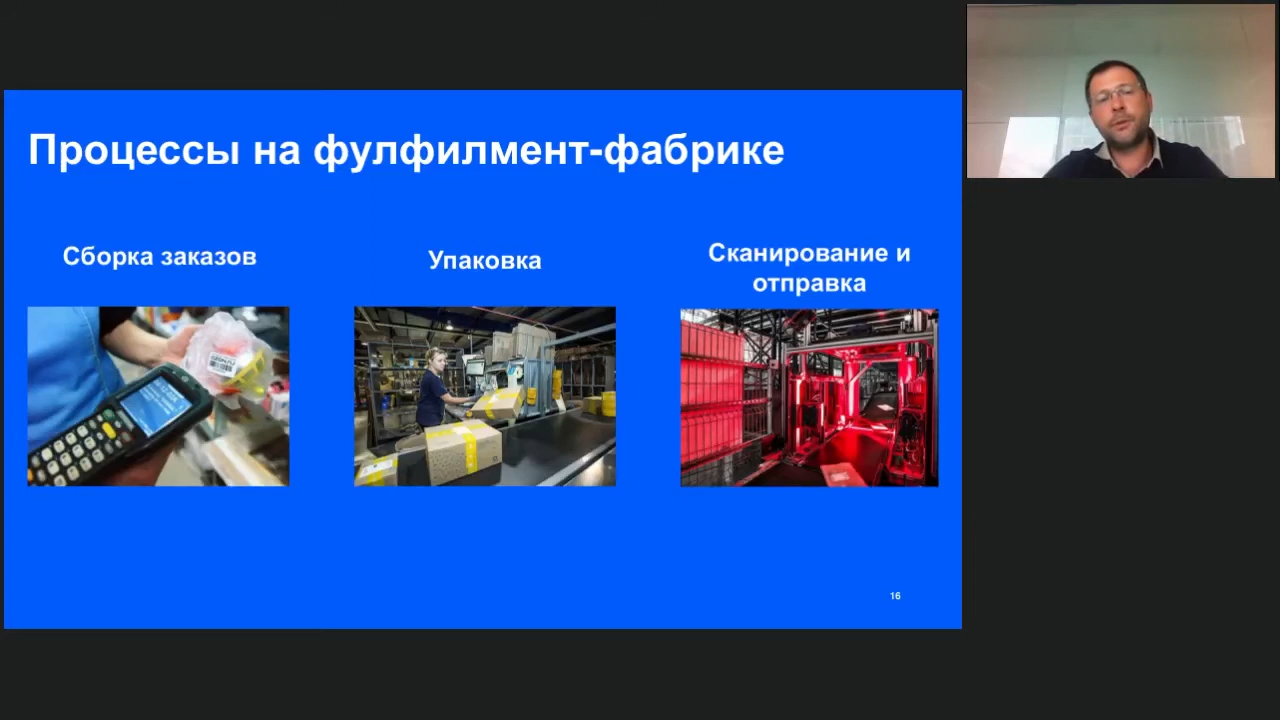 Процессы на фулфилмент-фабрике
Сборка заказов
Упаковка
Сканирование и
отправка
16